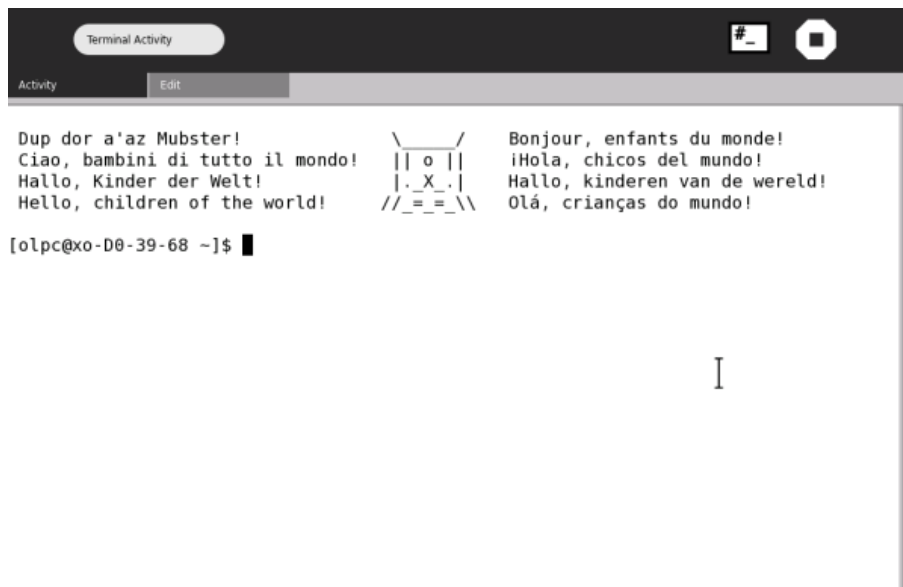 Terminal Activity
#_
Activity Edit
Dup dor a'az Mubster! \_____/ Bonjour, enfants du monde!
Ciao, bambini di tutto il mondo! || o || ¡Hola, chicos del mundo!
Hallo, Kinder der Welt! |._X_.| Hallo, kinderen van de wereld!
Hello, children of the world! //_=_=_\\ Olá, crianças do mundo!
[olpc@xo-D0-39-68 ~]$